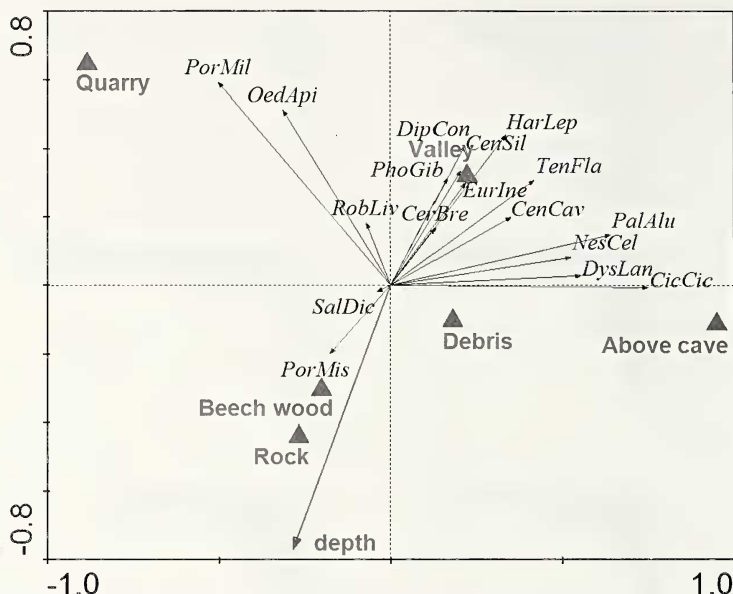 0.8
Quarry
PorMil
OedApi
DipCon
HarLep
Valley
CenSil
PhoGib
EurIne
TenFla
RobLiv
CerBre
CenCav
PalAlu
NesCel
DysLan
CicCic
SalDic
Debris
Above cave
PorMis
Beech wood
Rock
depth
-0.8
-1.0
1.0